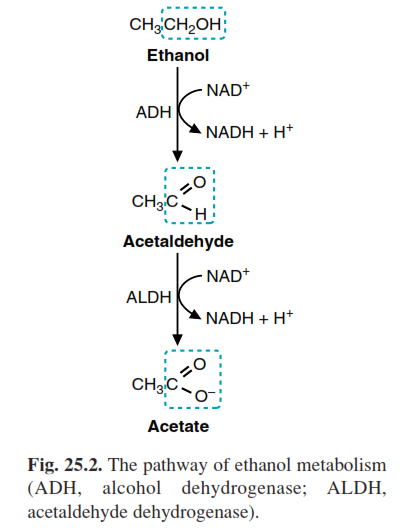 CH₃CH₂OH
Ethanol
NAD⁺
ADH
NADH + H⁺
O
CH₃C
H
Acetaldehyde
NAD⁺
ALDH
NADH + H⁺
O
CH₃C
O⁻
Acetate
Fig. 25.2. The pathway of ethanol metabolism
(ADH, alcohol dehydrogenase; ALDH,
acetaldehyde dehydrogenase).